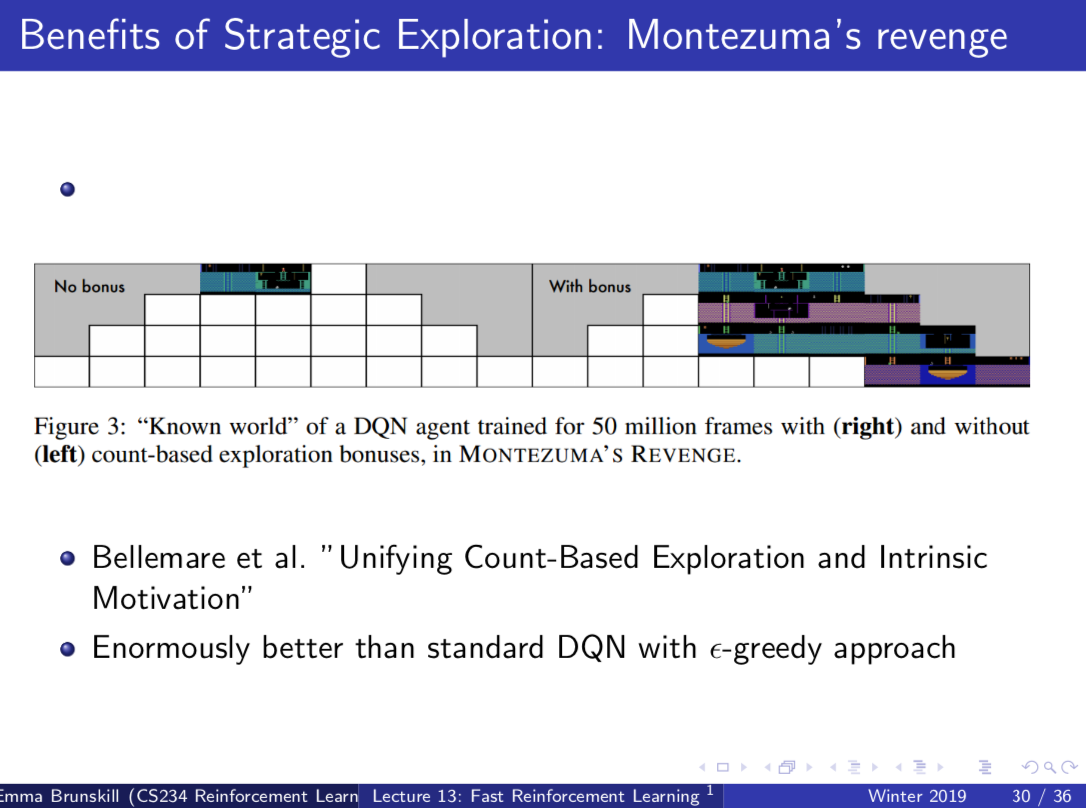 Benefits of Strategic Exploration: Montezuma's revenge
No bonus
With bonus
Figure 3: “Known world” of a DQN agent trained for 50 million frames with (right) and without
(left) count-based exploration bonuses, in MONTEZUMA'S REVENGE.
Bellemare et al. ”Unifying Count-Based Exploration and Intrinsic
Motivation”
Enormously better than standard DQN with ϵ-greedy approach
Emma Brunskill (CS234 Reinforcement Learn
Lecture 13: Fast Reinforcement Learning 1
Winter 2019
30 / 36